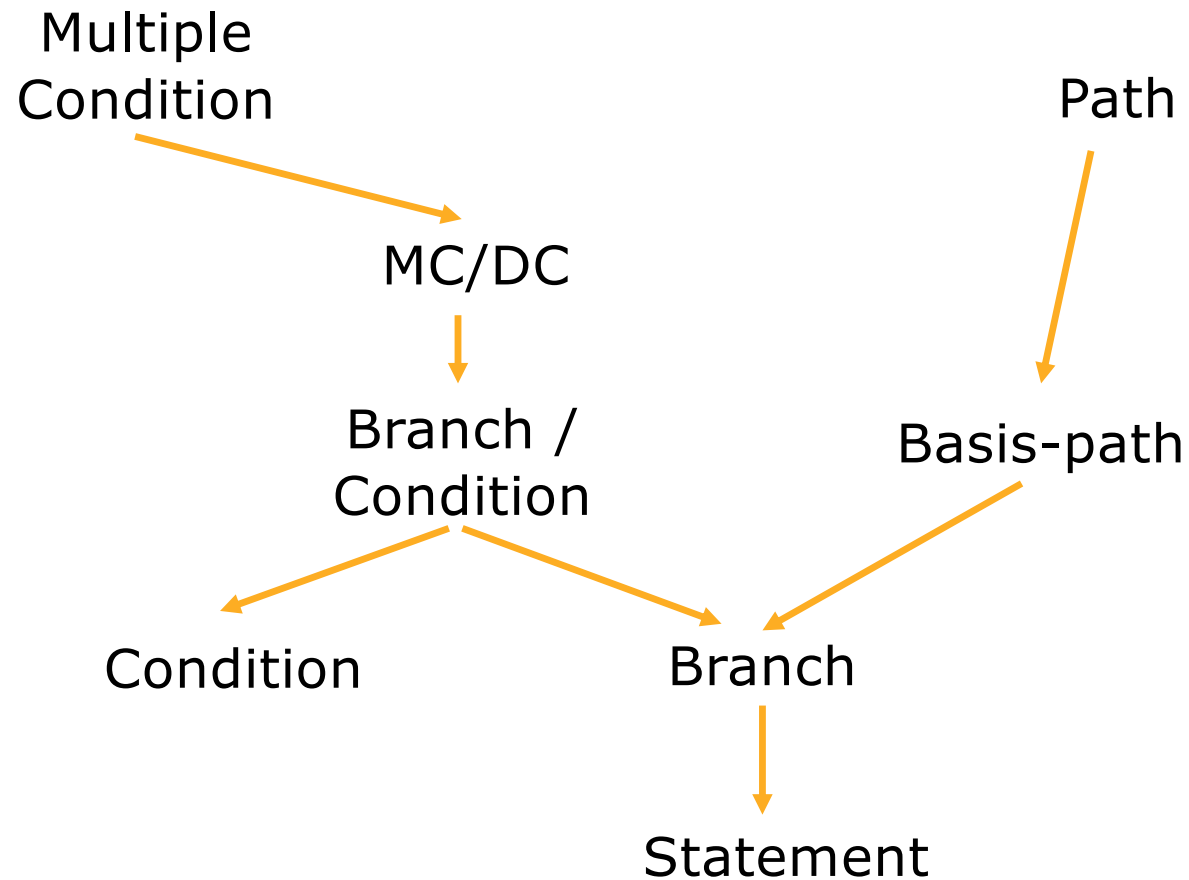 Multiple
Condition
Path
MC/DC
Branch /
Condition
Basis-path
Condition
Branch
Statement